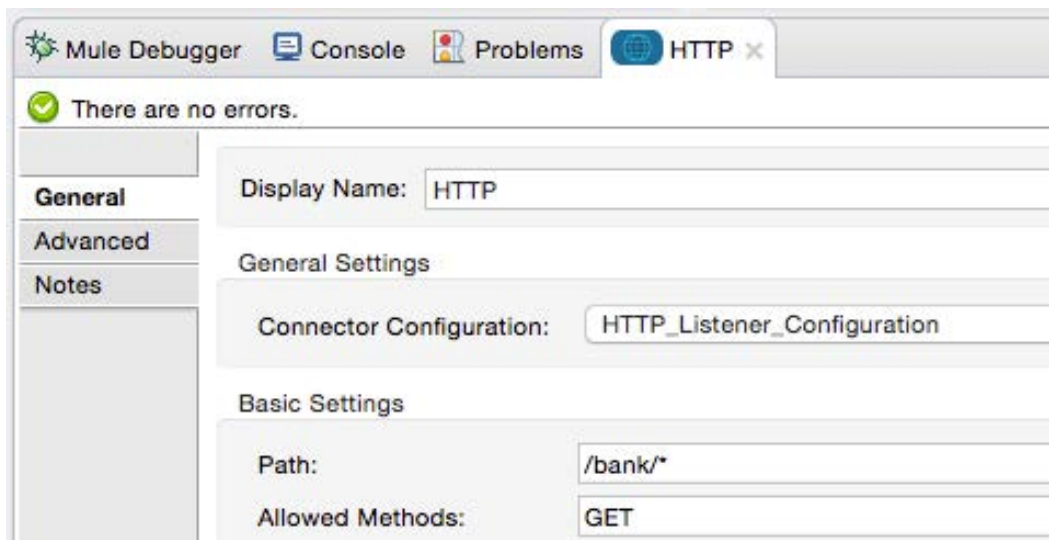 Mule Debugger Console Problems HTTP
There are no errors.
General
Advanced
Notes
Display Name: HTTP
General Settings
Connector Configuration: HTTP_Listener_Configuration
Basic Settings
Path: /bank/*
Allowed Methods: GET